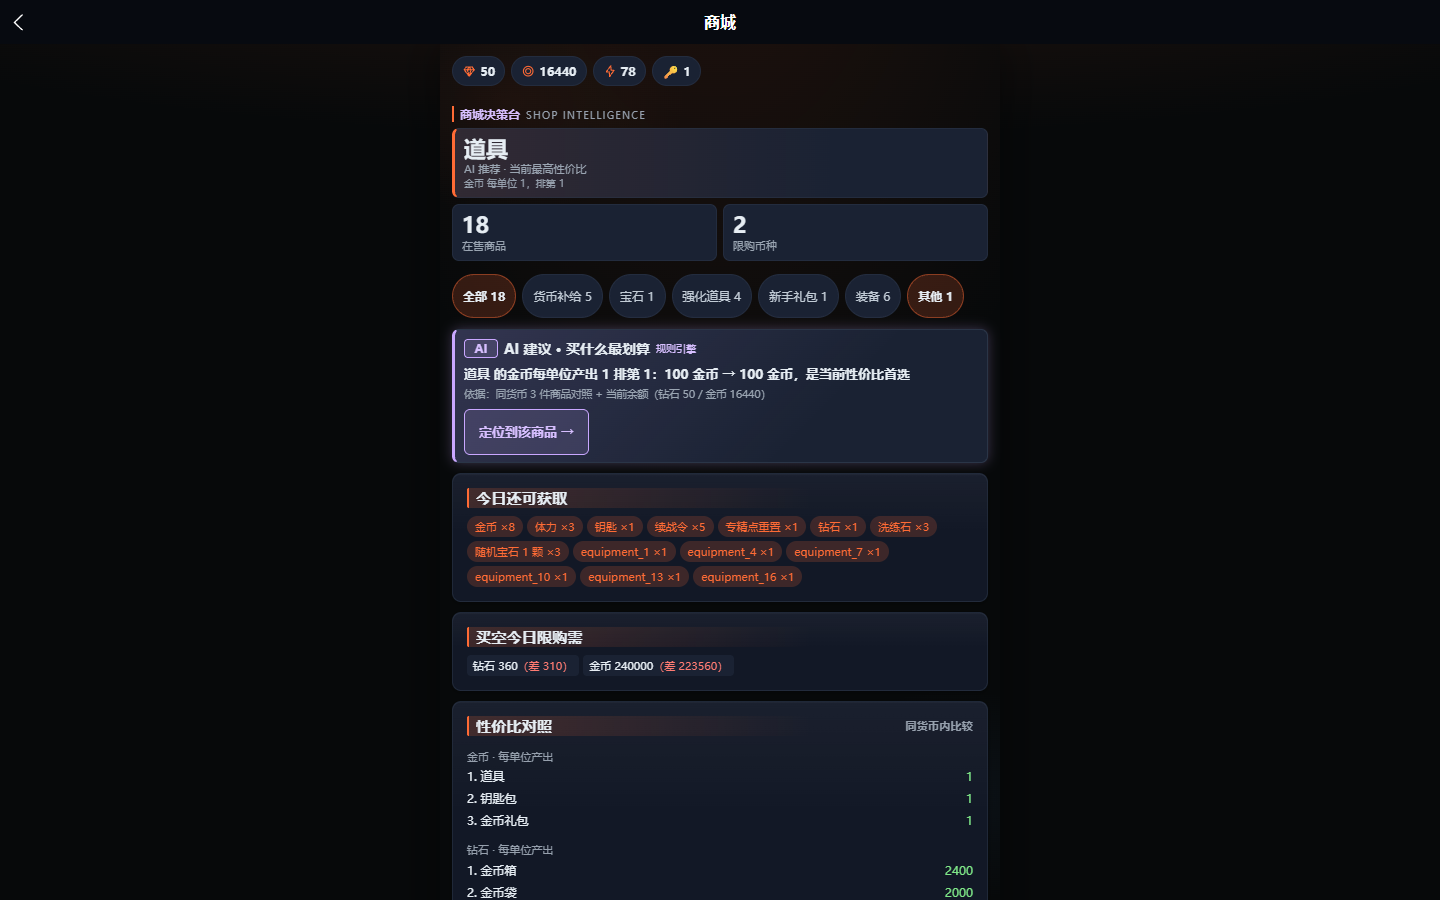 商城
50 16440 78 1
商城决策台 SHOP INTELLIGENCE
道具
AI 推荐 · 当前最高性价比
金币 每单位 1，排第 1
18
在售商品
2
限购币种
全部 18 货币补给 5 宝石 1 强化道具 4 新手礼包 1 装备 6 其他 1
AI AI 建议 • 买什么最划算 规则引擎
道具 的金币每单位产出 1 排第 1：100 金币 → 100 金币，是当前性价比首选
依据：同货币 3 件商品对照 + 当前余额（钻石 50 / 金币 16440）
定位到该商品 →
今日还可获取
金币 ×8 体力 ×3 钥匙 ×1 续战令 ×5 专精点重置 ×1 钻石 ×1 洗练石 ×3
随机宝石 1 颗 ×3 equipment_1 ×1 equipment_4 ×1 equipment_7 ×1
equipment_10 ×1 equipment_13 ×1 equipment_16 ×1
买空今日限购需
钻石 360（差 310） 金币 240000（差 223560）
性价比对照 同货币内比较
金币 · 每单位产出
1. 道具 1
2. 钥匙包 1
3. 金币礼包 1
钻石 · 每单位产出
1. 金币箱 2400
2. 金币袋 2000